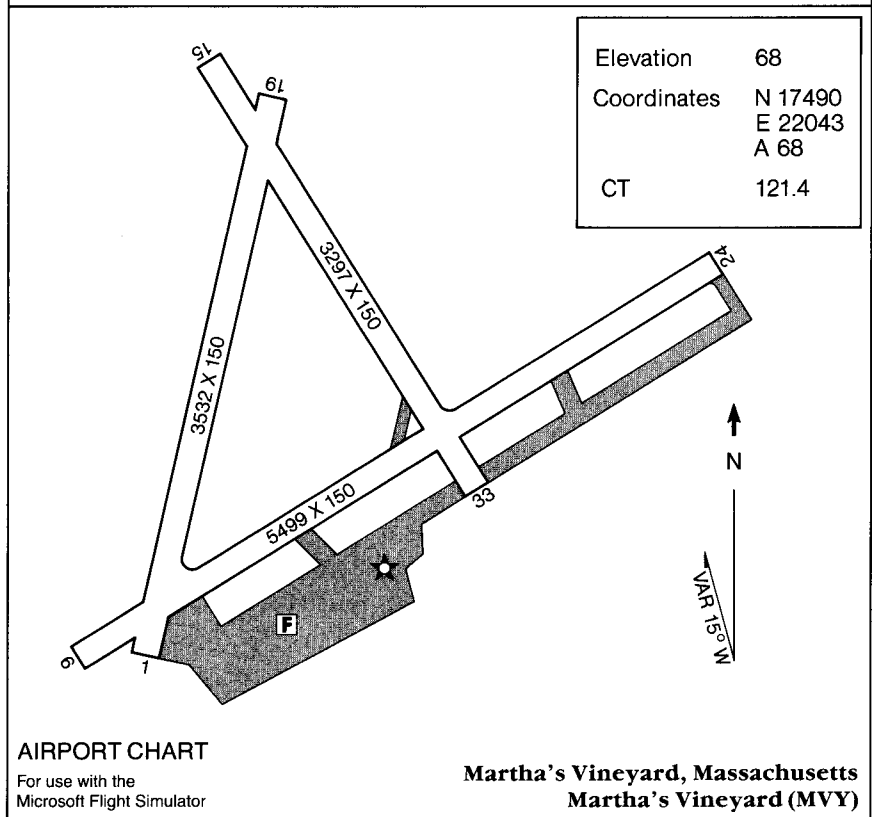 15
19
Elevation 68
Coordinates N 17490
E 22043
A 68
CT 121.4
24
3297 X 150
3532 X 150
5499 X 150
33
N
VAR 15° W
F
6
1
AIRPORT CHART
For use with the
Microsoft Flight Simulator
Martha's Vineyard, Massachusetts
Martha's Vineyard (MVY)